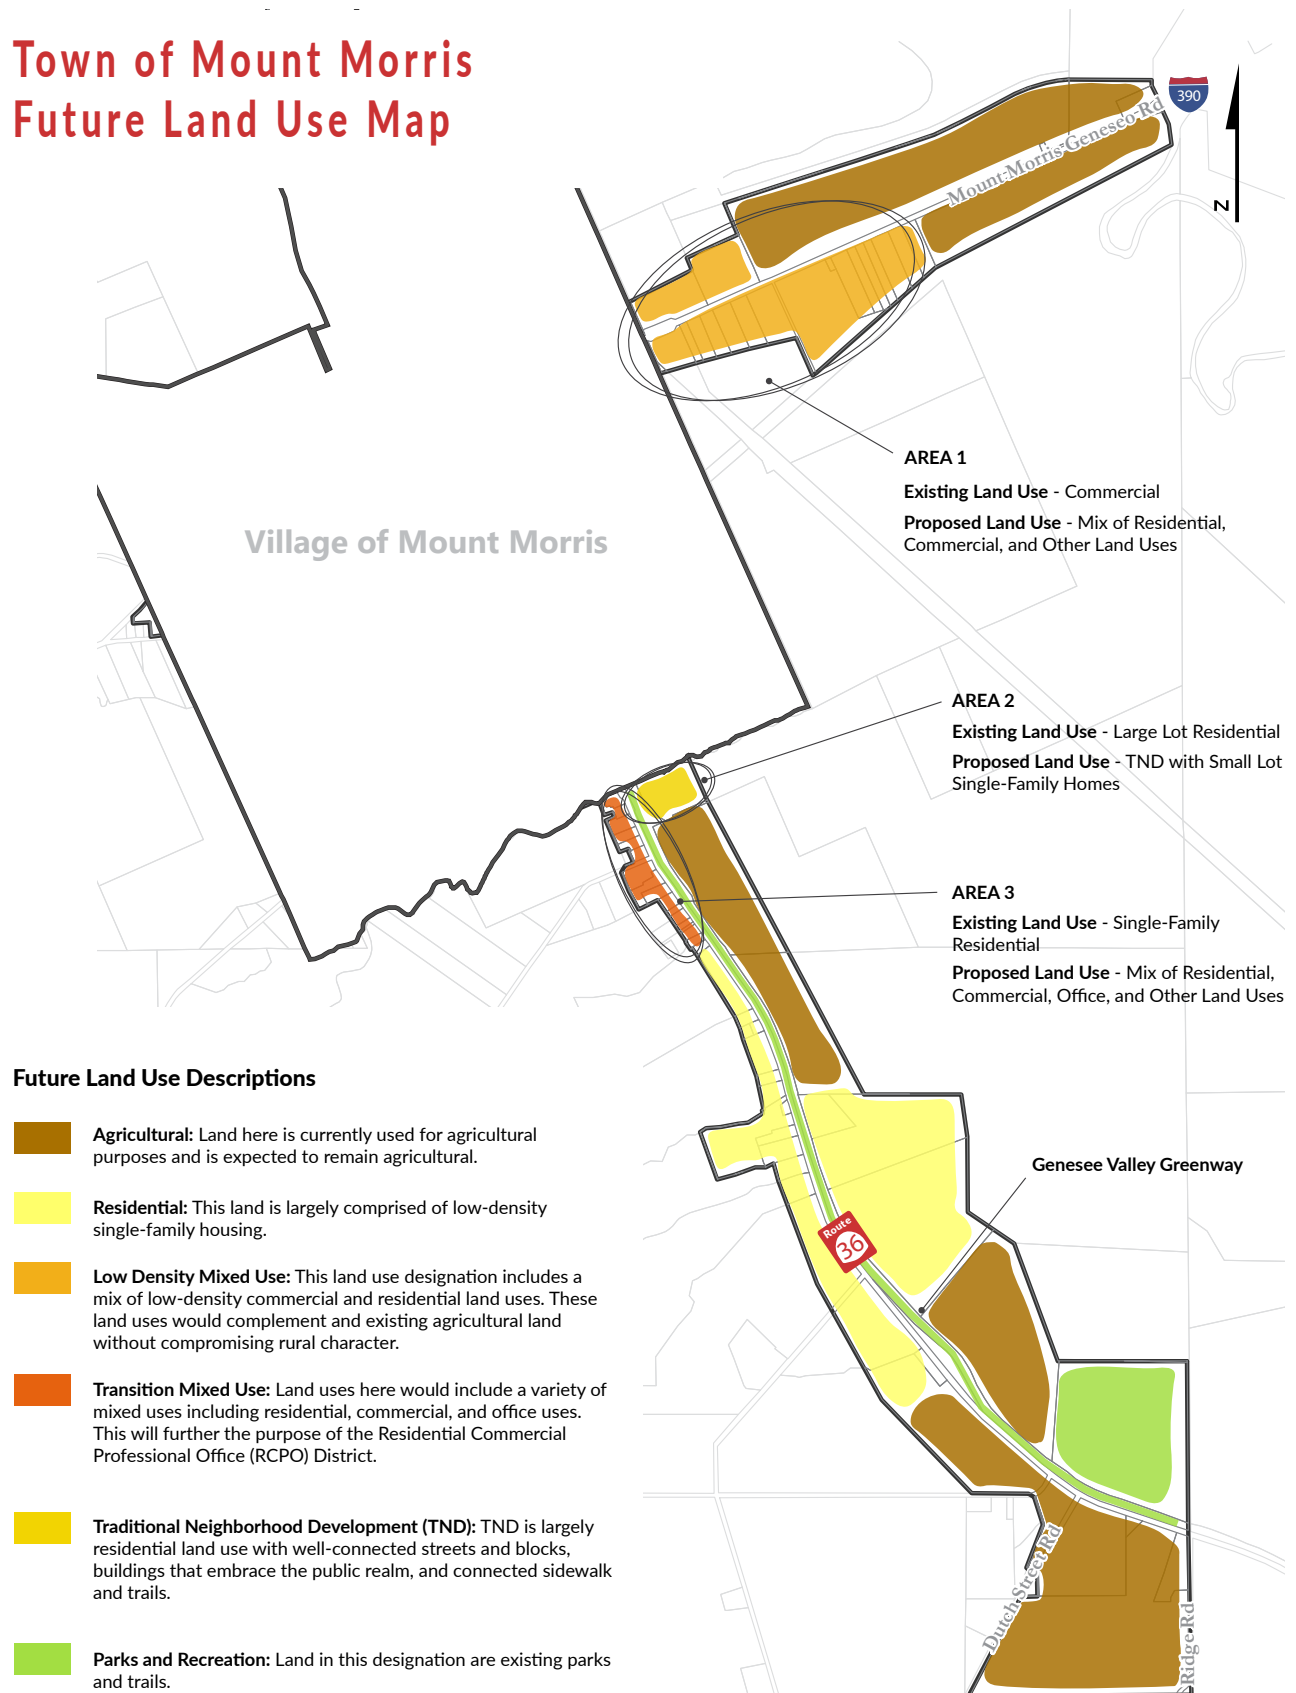 Town of Mount Morris
Future Land Use Map
390
Mount Morris Geneseo Rd
N
AREA 1
Existing Land Use - Commercial
Proposed Land Use - Mix of Residential,
Commercial, and Other Land Uses
Village of Mount Morris
AREA 2
Existing Land Use - Large Lot Residential
Proposed Land Use - TND with Small Lot
Single-Family Homes
AREA 3
Existing Land Use - Single-Family
Residential
Proposed Land Use - Mix of Residential,
Commercial, Office, and Other Land Uses
Genesee Valley Greenway
Route
36
Dutch Street Rd
Ridge Rd
Future Land Use Descriptions
Agricultural: Land here is currently used for agricultural
purposes and is expected to remain agricultural.
Residential: This land is largely comprised of low-density
single-family housing.
Low Density Mixed Use: This land use designation includes a
mix of low-density commercial and residential land uses. These
land uses would complement and existing agricultural land
without compromising rural character.
Transition Mixed Use: Land uses here would include a variety of
mixed uses including residential, commercial, and office uses.
This will further the purpose of the Residential Commercial
Professional Office (RCPO) District.
Traditional Neighborhood Development (TND): TND is largely
residential land use with well-connected streets and blocks,
buildings that embrace the public realm, and connected sidewalk
and trails.
Parks and Recreation: Land in this designation are existing parks
and trails.